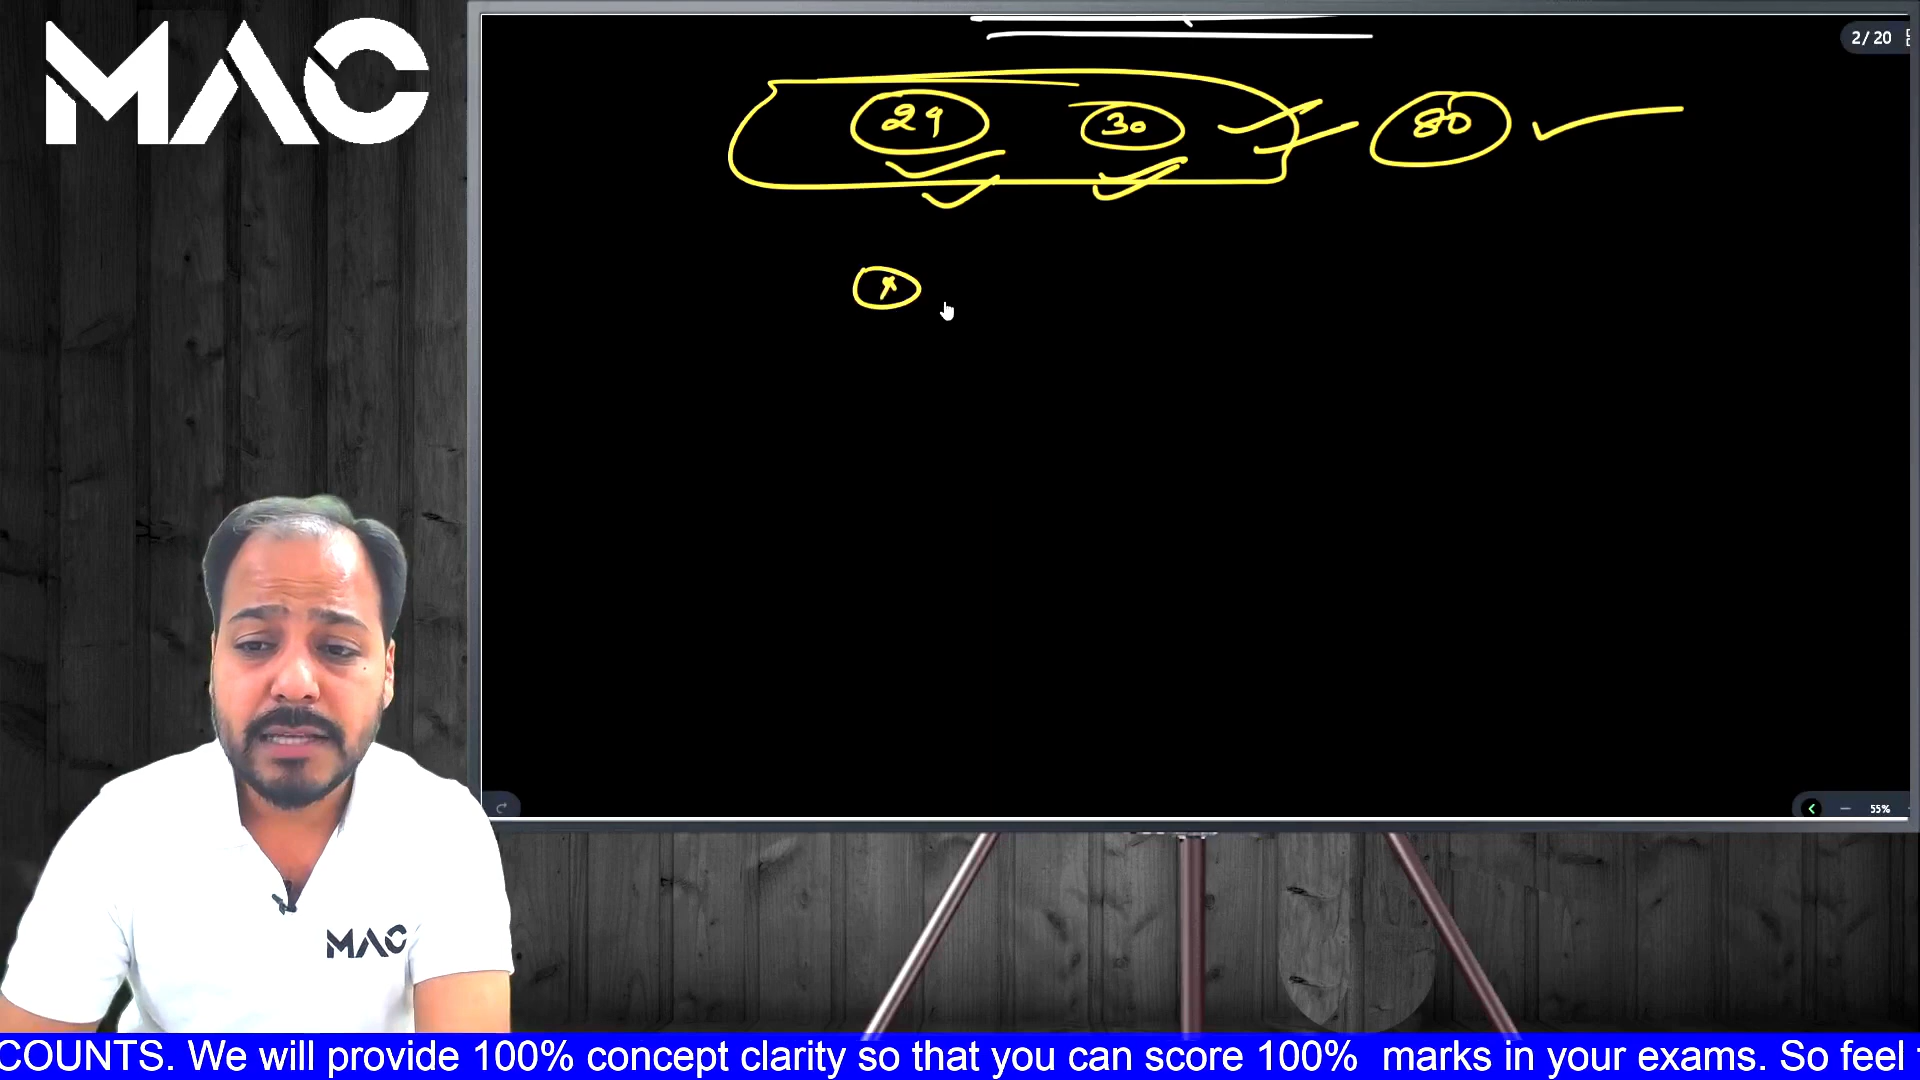 MAC
2/20
29 30 80
55%
MAC
COUNTS. We will provide 100% concept clarity so that you can score 100% marks in your exams. So feel